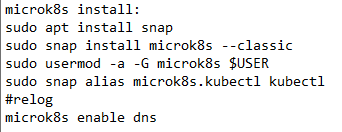 microk8s install:
sudo apt install snap
sudo snap install microk8s --classic
sudo usermod -a -G microk8s $USER
sudo snap alias microk8s.kubectl kubectl
#relog
microk8s enable dns